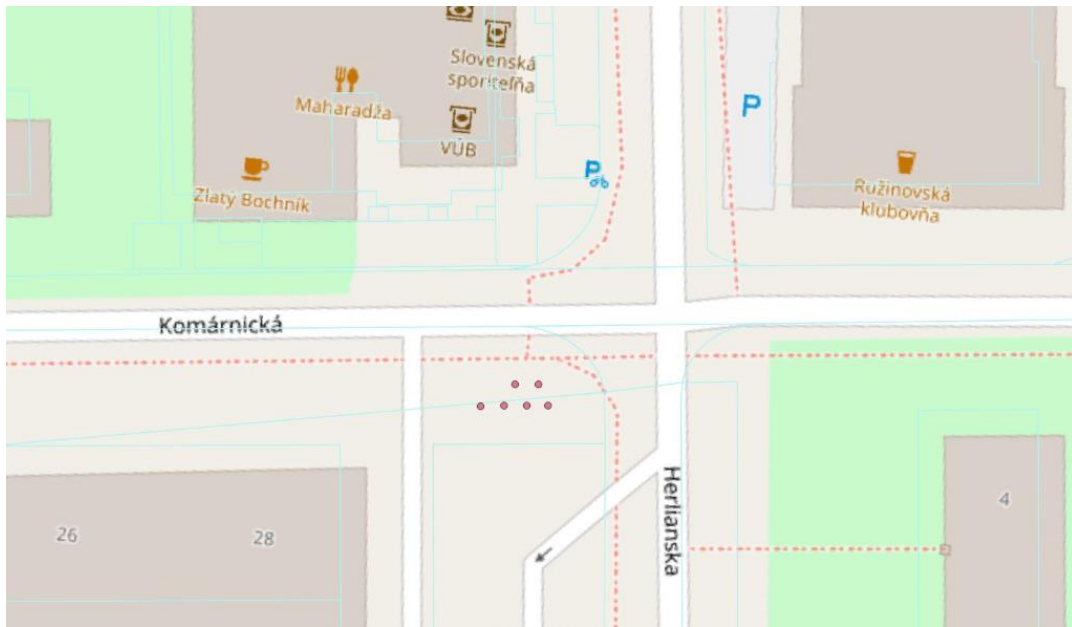 Slovenská
sporiteľňa
Maharadža
P
VÚB
P
Zlatý Bochník
Ružinovská
klubovňa
Komárnická
Herlianska
4
26
28